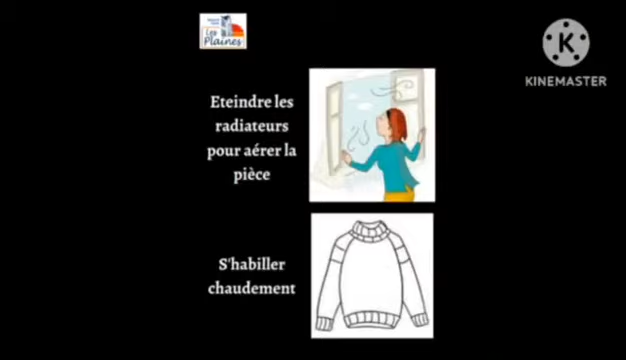 Les
Plaines
KINEMASTER
Eteindre les
radiateurs
pour aérer la
pièce
S'habiller
chaudement